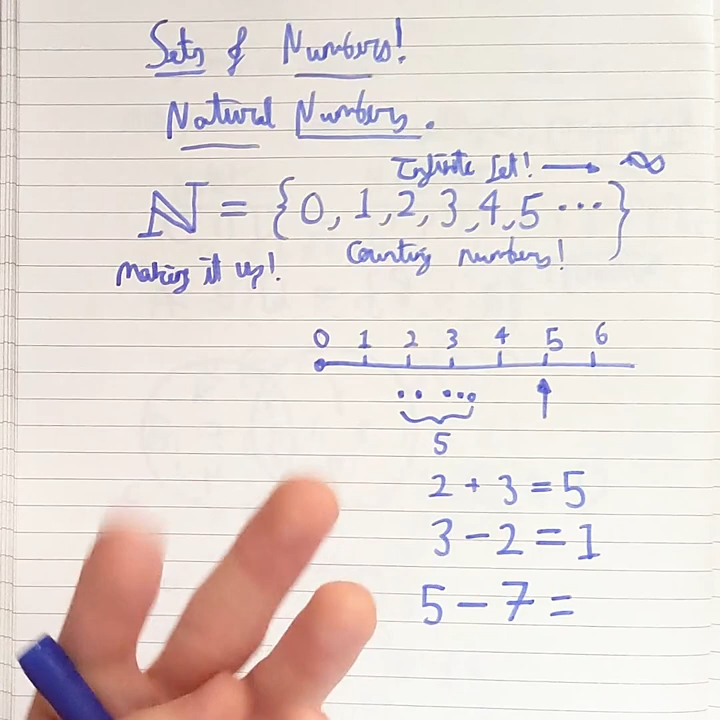 Sets of Numbers!
Natural Numbers.
Infinite Set! → ∞
ℕ = {0, 1, 2, 3, 4, 5 ...}
Making it up! Counting numbers!
0 1 2 3 4 5 6
5
2 + 3 = 5
3 - 2 = 1
5 - 7 =